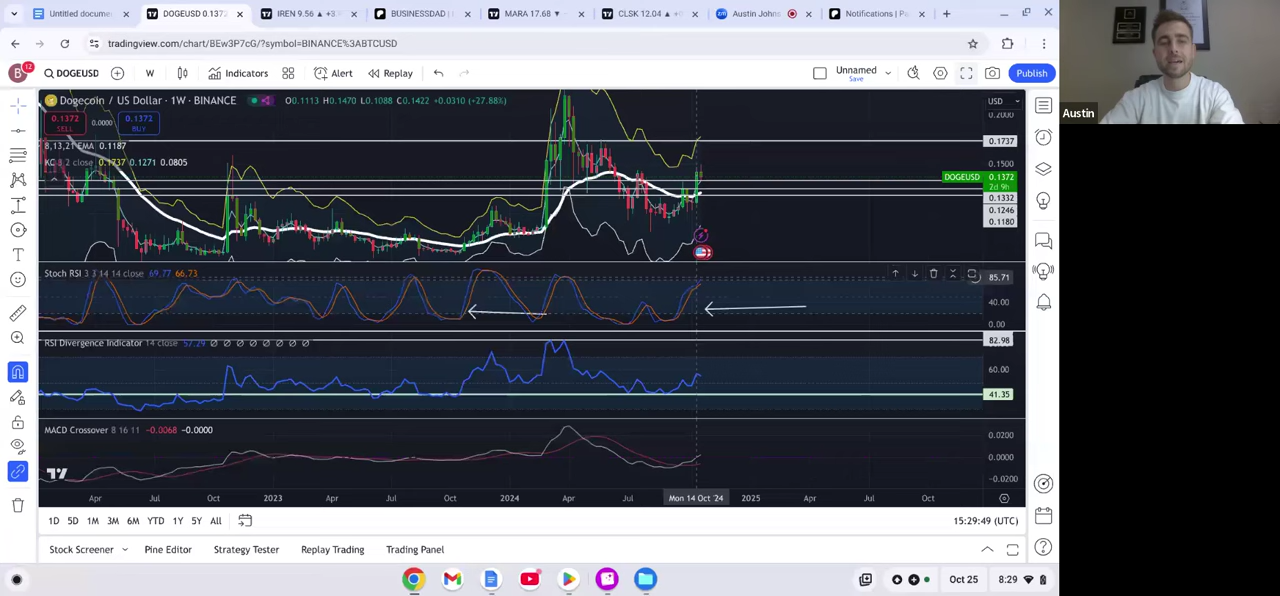 Untitled document
DOGEUSD 0.1372
IREN 9.56 ▲ +3
BUSINESSDAD |
MARA 17.68
CLSK 12.04 ▲
Austin Johns
Notifications | Pa
tradingview.com/chart/BEw3P7cG/?symbol=BINANCE%3ABTCUSD
B
12
DOGEUSD
W
Indicators
Alert
Replay
Unnamed
Save
Publish
Austin
Dogecoin / US Dollar · 1W · BINANCE
O0.1113 H0.1470 L0.1088 C0.1422 +0.0310 (+27.88%)
USD
0.2000
0.1372
SELL
0.0000
0.1372
BUY
8,13,21 EMA 0.1187
KC 8 2 close 0.1737 0.1271 0.0805
0.1737
0.1500
DOGEUSD
0.1372
2d 9h
0.1332
0.1246
0.1180
Stoch RSI 3 3 14 14 close 69.77 66.73
85.71
40.00
0.00
RSI Divergence Indicator 14 close 57.29
82.98
60.00
41.35
MACD Crossover 8 16 11 −0.0068 −0.0000
0.0200
0.0000
−0.0200
Apr Jul Oct 2023 Apr Jul Oct 2024 Apr Jul Mon 14 Oct '24 2025 Apr Jul Oct
1D 5D 1M 3M 6M YTD 1Y 5Y All
15:29:49 (UTC)
Stock Screener
Pine Editor
Strategy Tester
Replay Trading
Trading Panel
Oct 25
8:29